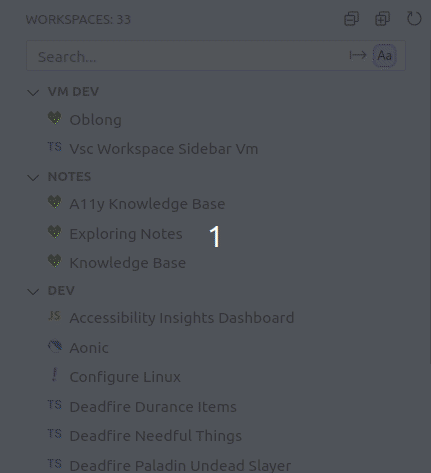 WORKSPACES: 33
Search...
Aa
VM DEV
Oblong
TS Vsc Workspace Sidebar Vm
NOTES
A11y Knowledge Base
Exploring Notes
1
Knowledge Base
DEV
JS Accessibility Insights Dashboard
Aonic
! Configure Linux
TS Deadfire Durance Items
TS Deadfire Needful Things
TS Deadfire Paladin Undead Slayer